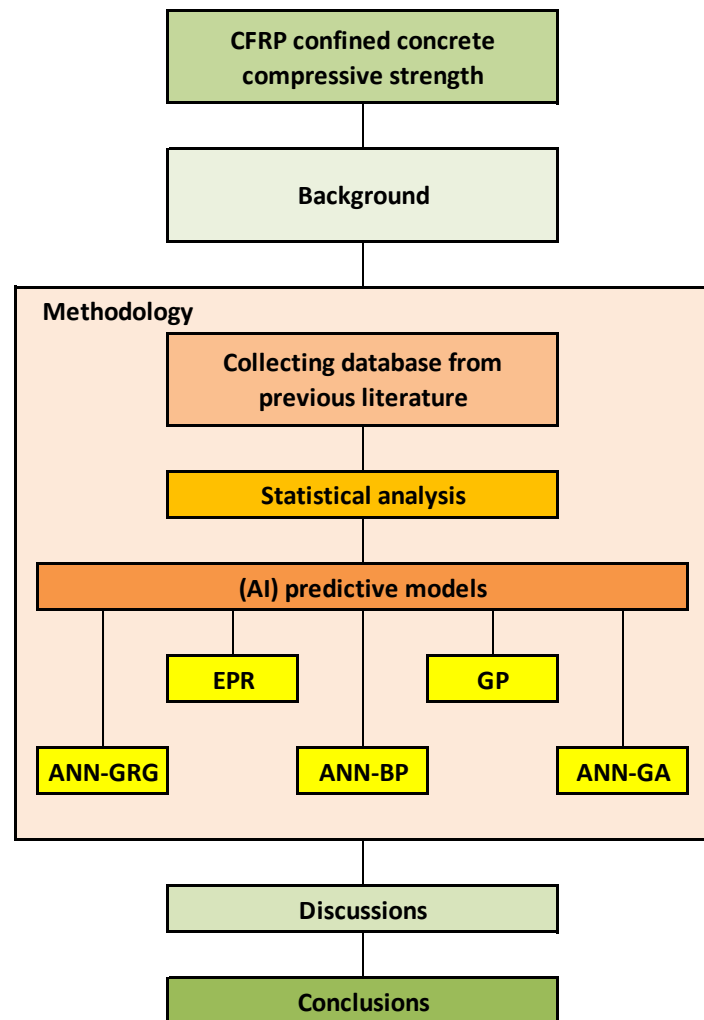 CFRP confined concrete
compressive strength
Background
Methodology
Collecting database from
previous literature
Statistical analysis
(AI) predictive models
EPR
GP
ANN-GRG
ANN-BP
ANN-GA
Discussions
Conclusions